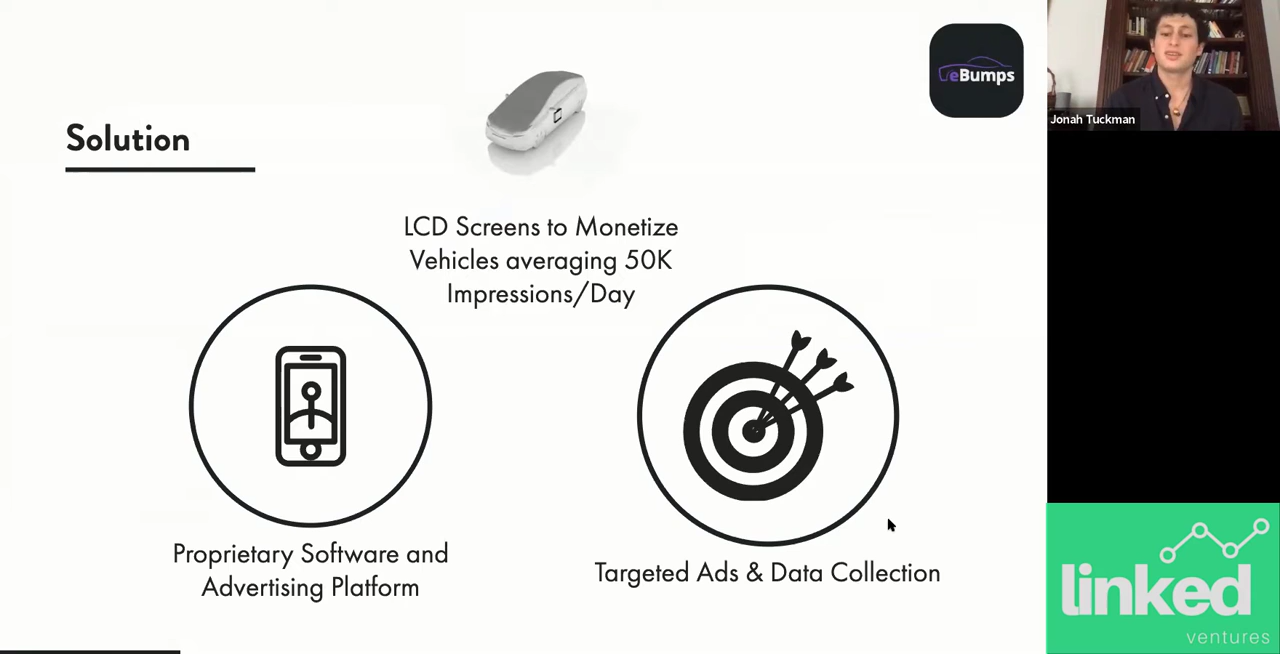 eBumps
Solution
LCD Screens to Monetize
Vehicles averaging 50K
Impressions/Day
Proprietary Software and
Advertising Platform
Targeted Ads & Data Collection
Jonah Tuckman
linked
ventures